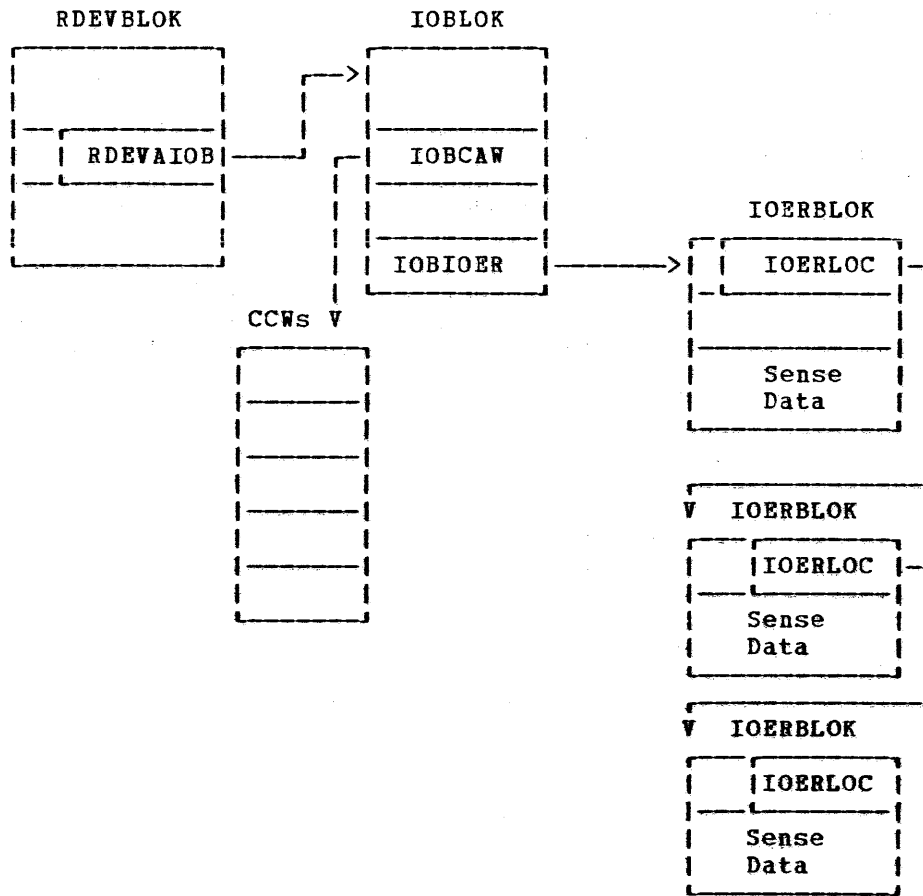 RDEVBLOK IOBLOK
RDEVAIOB IOBCAW
IOERBLOK
IOBIOER IOERLOC
CCWs
Sense
Data
IOERBLOK
IOERLOC
Sense
Data
IOERBLOK
IOERLOC
Sense
Data